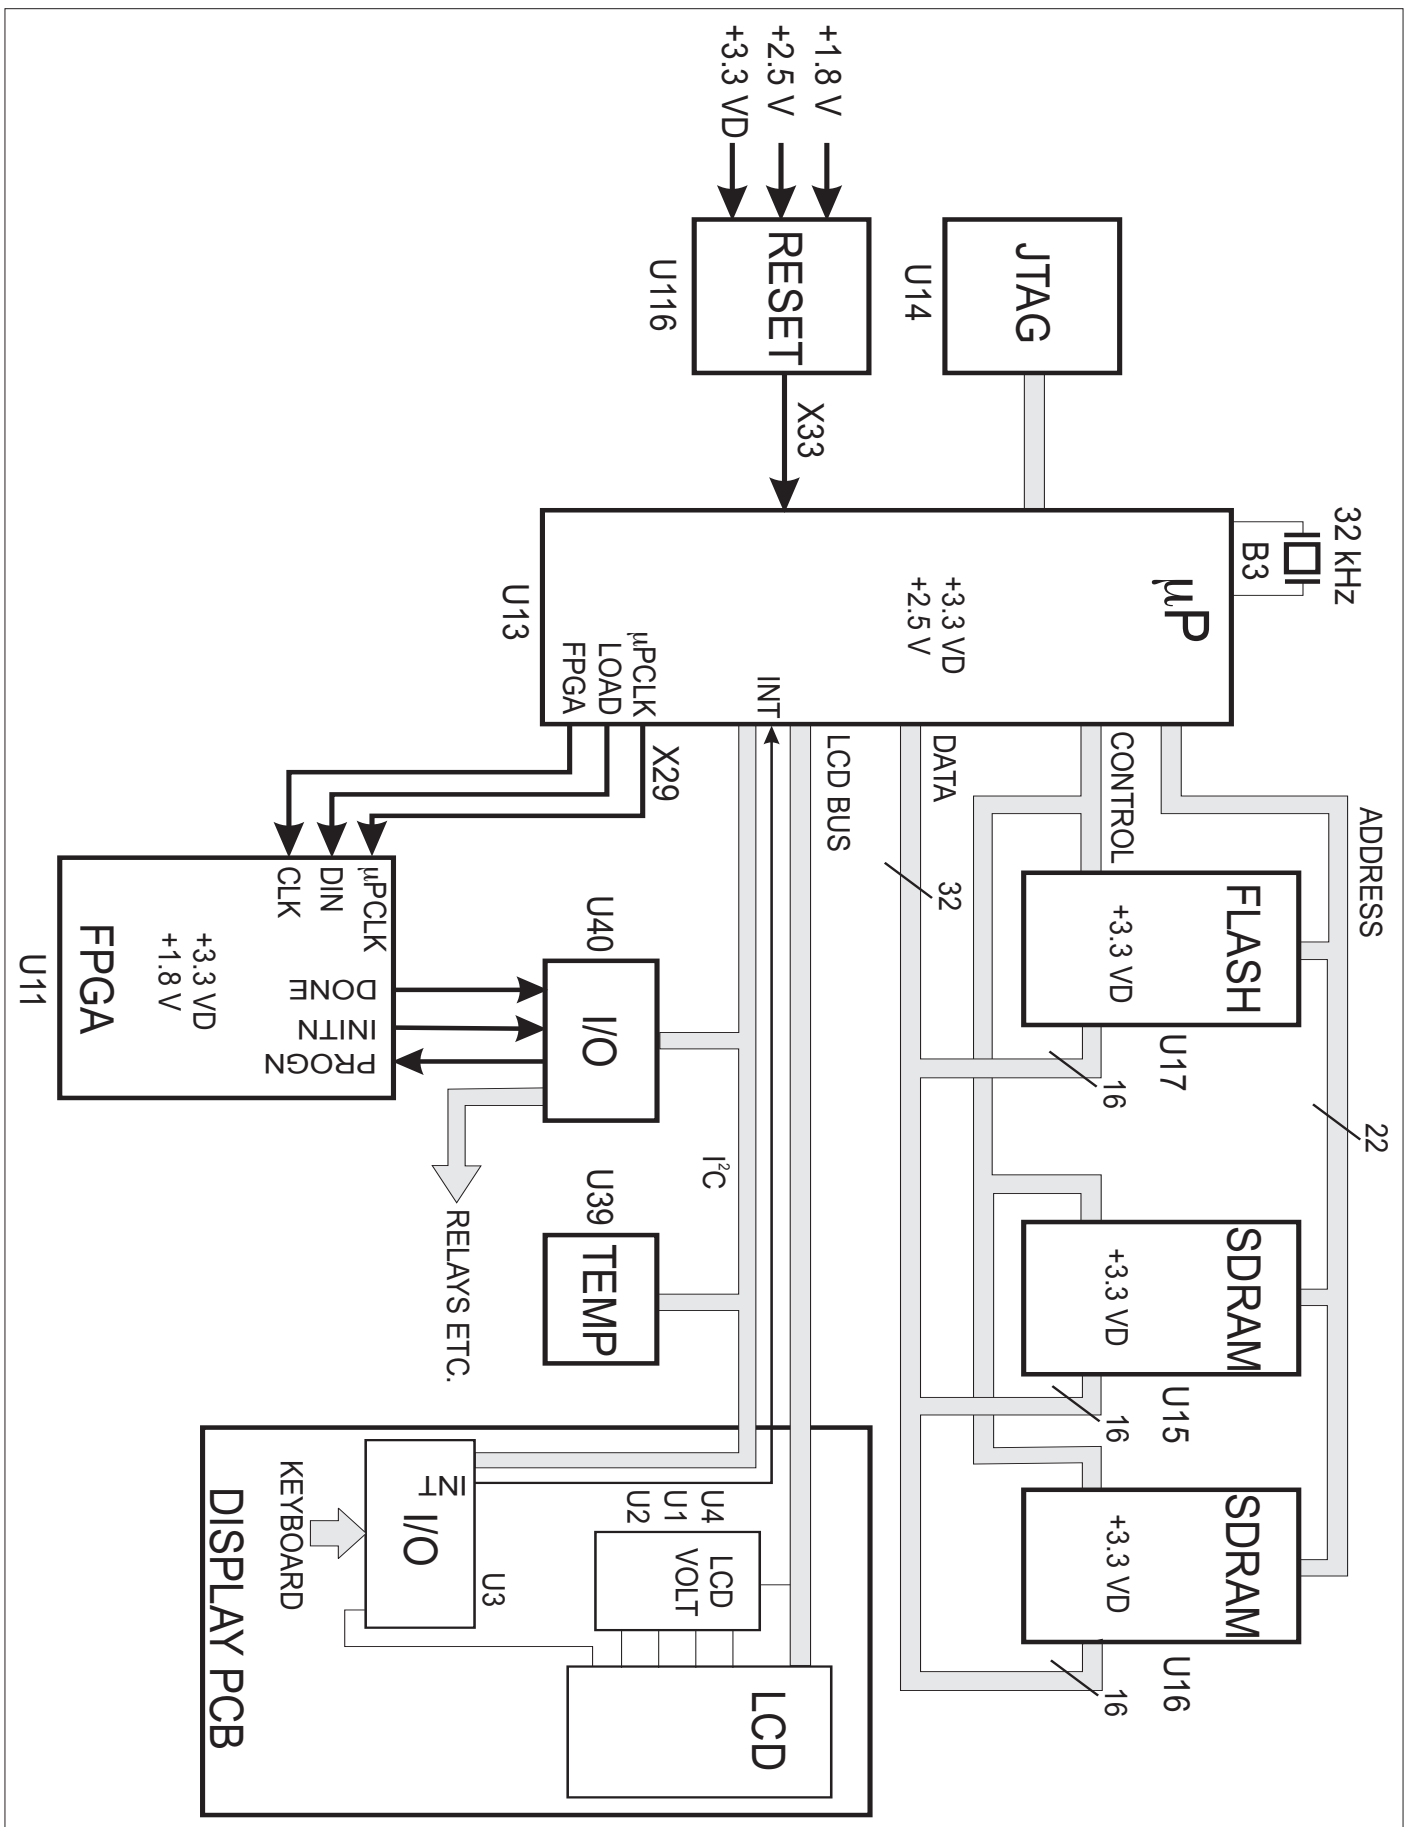 32 kHz
B3
ADDRESS
22
µP
+3.3 VD
+2.5 V
CONTROL
FLASH
+3.3 VD
U17
16
SDRAM
+3.3 VD
U15
16
SDRAM
+3.3 VD
U16
16
JTAG
U14
DATA
32
LCD BUS
+1.8 V
+2.5 V
+3.3 VD
RESET
U116
X33
INT
µPCLK
LOAD
FPGA
U13
X29
I²C
LCD
LCD
VOLT
U4
U1
U2
U40
I/O
U39
TEMP
U3
I/O
INT
KEYBOARD
DISPLAY PCB
µPCLK
DIN
CLK
DONE
INITN
PROGN
RELAYS ETC.
+3.3 VD
+1.8 V
FPGA
U11